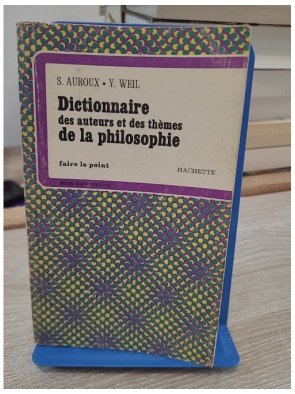 S. AUROUX • Y. WEIL
Dictionnaire
des auteurs et des thèmes
de la philosophie
faire le point
HACHETTE